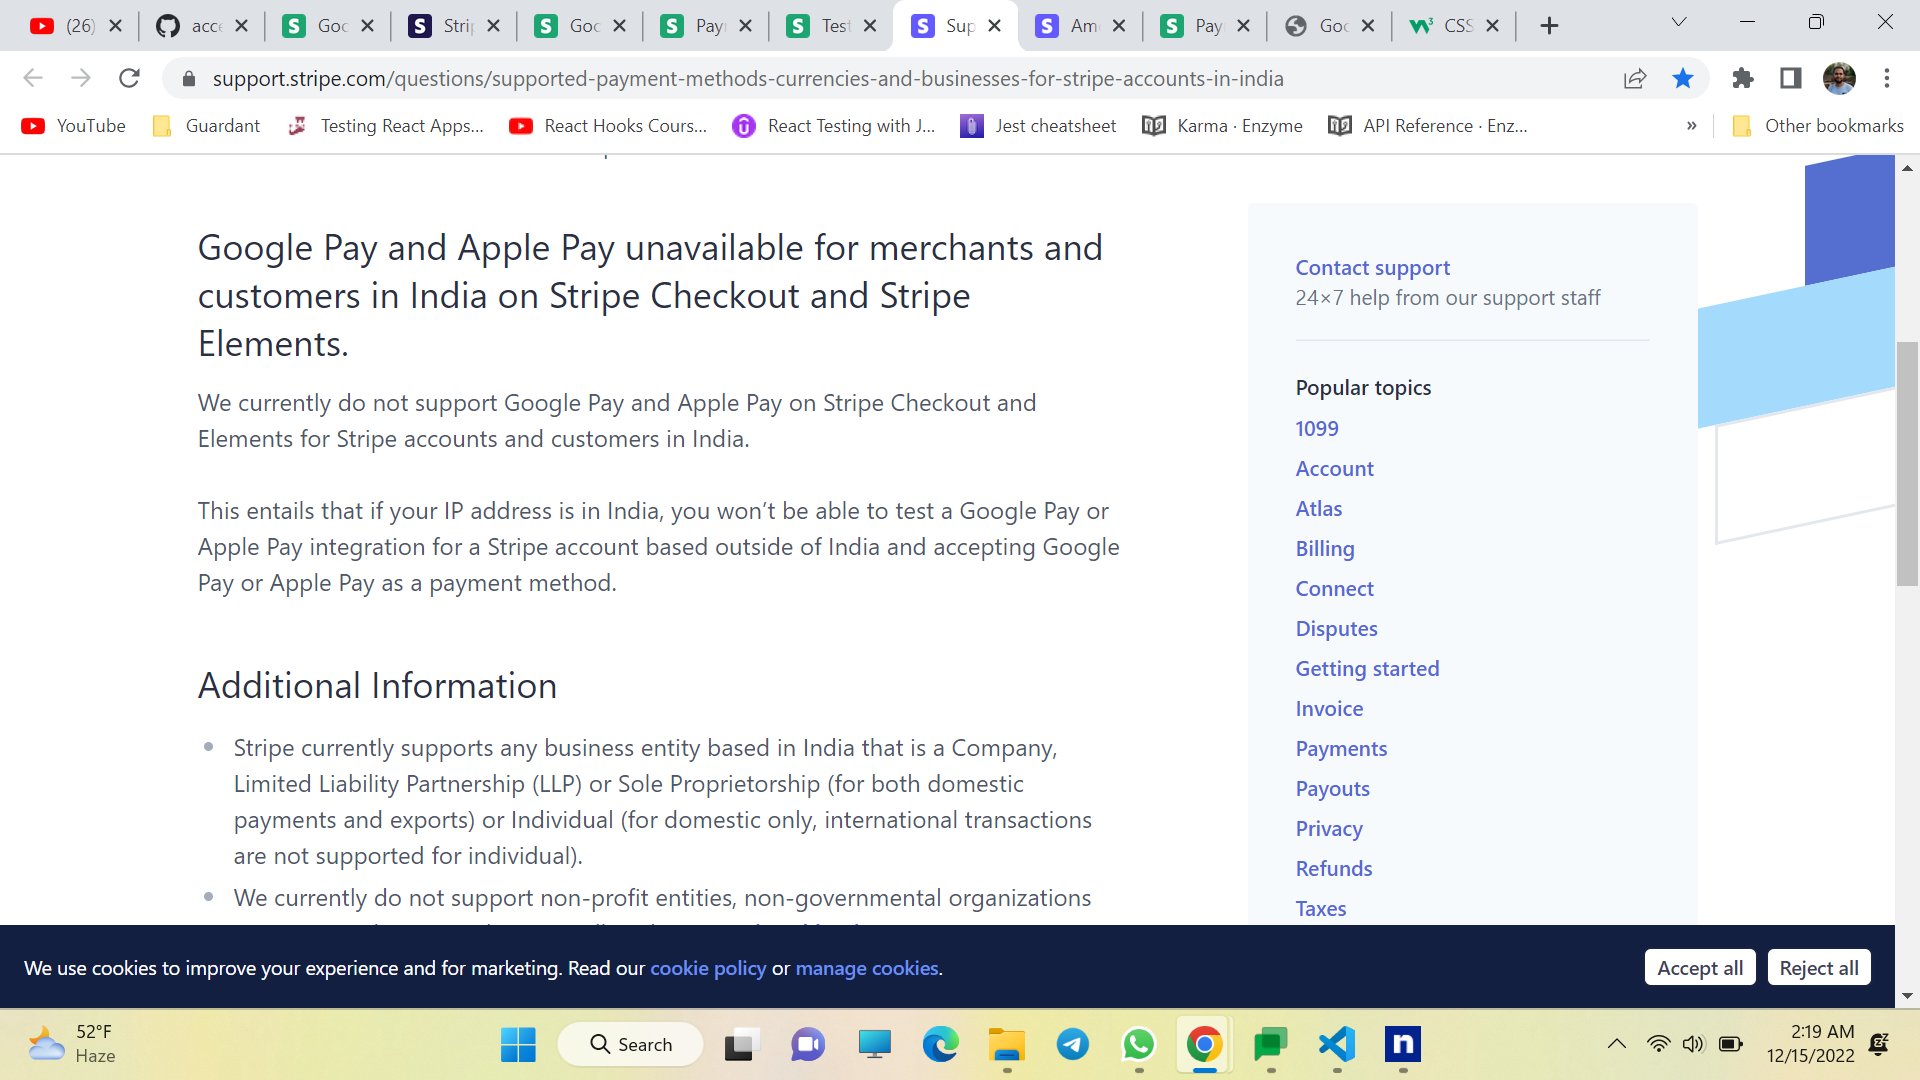 (26)
acce
Goo
Strip
Goo
Payr
Test
Sup
Ame
Pay
Goo
CSS
support.stripe.com/questions/supported-payment-methods-currencies-and-businesses-for-stripe-accounts-in-india
YouTube
Guardant
Testing React Apps...
React Hooks Cours...
React Testing with J...
Jest cheatsheet
Karma · Enzyme
API Reference · Enz...
»
Other bookmarks
Google Pay and Apple Pay unavailable for merchants and
customers in India on Stripe Checkout and Stripe
Elements.
We currently do not support Google Pay and Apple Pay on Stripe Checkout and
Elements for Stripe accounts and customers in India.
This entails that if your IP address is in India, you won’t be able to test a Google Pay or
Apple Pay integration for a Stripe account based outside of India and accepting Google
Pay or Apple Pay as a payment method.
Additional Information
• Stripe currently supports any business entity based in India that is a Company,
Limited Liability Partnership (LLP) or Sole Proprietorship (for both domestic
payments and exports) or Individual (for domestic only, international transactions
are not supported for individual).
• We currently do not support non-profit entities, non-governmental organizations
Contact support
24×7 help from our support staff
Popular topics
1099
Account
Atlas
Billing
Connect
Disputes
Getting started
Invoice
Payments
Payouts
Privacy
Refunds
Taxes
We use cookies to improve your experience and for marketing. Read our cookie policy or manage cookies.
Accept all
Reject all
52°F
Haze
Search
2:19 AM
12/15/2022